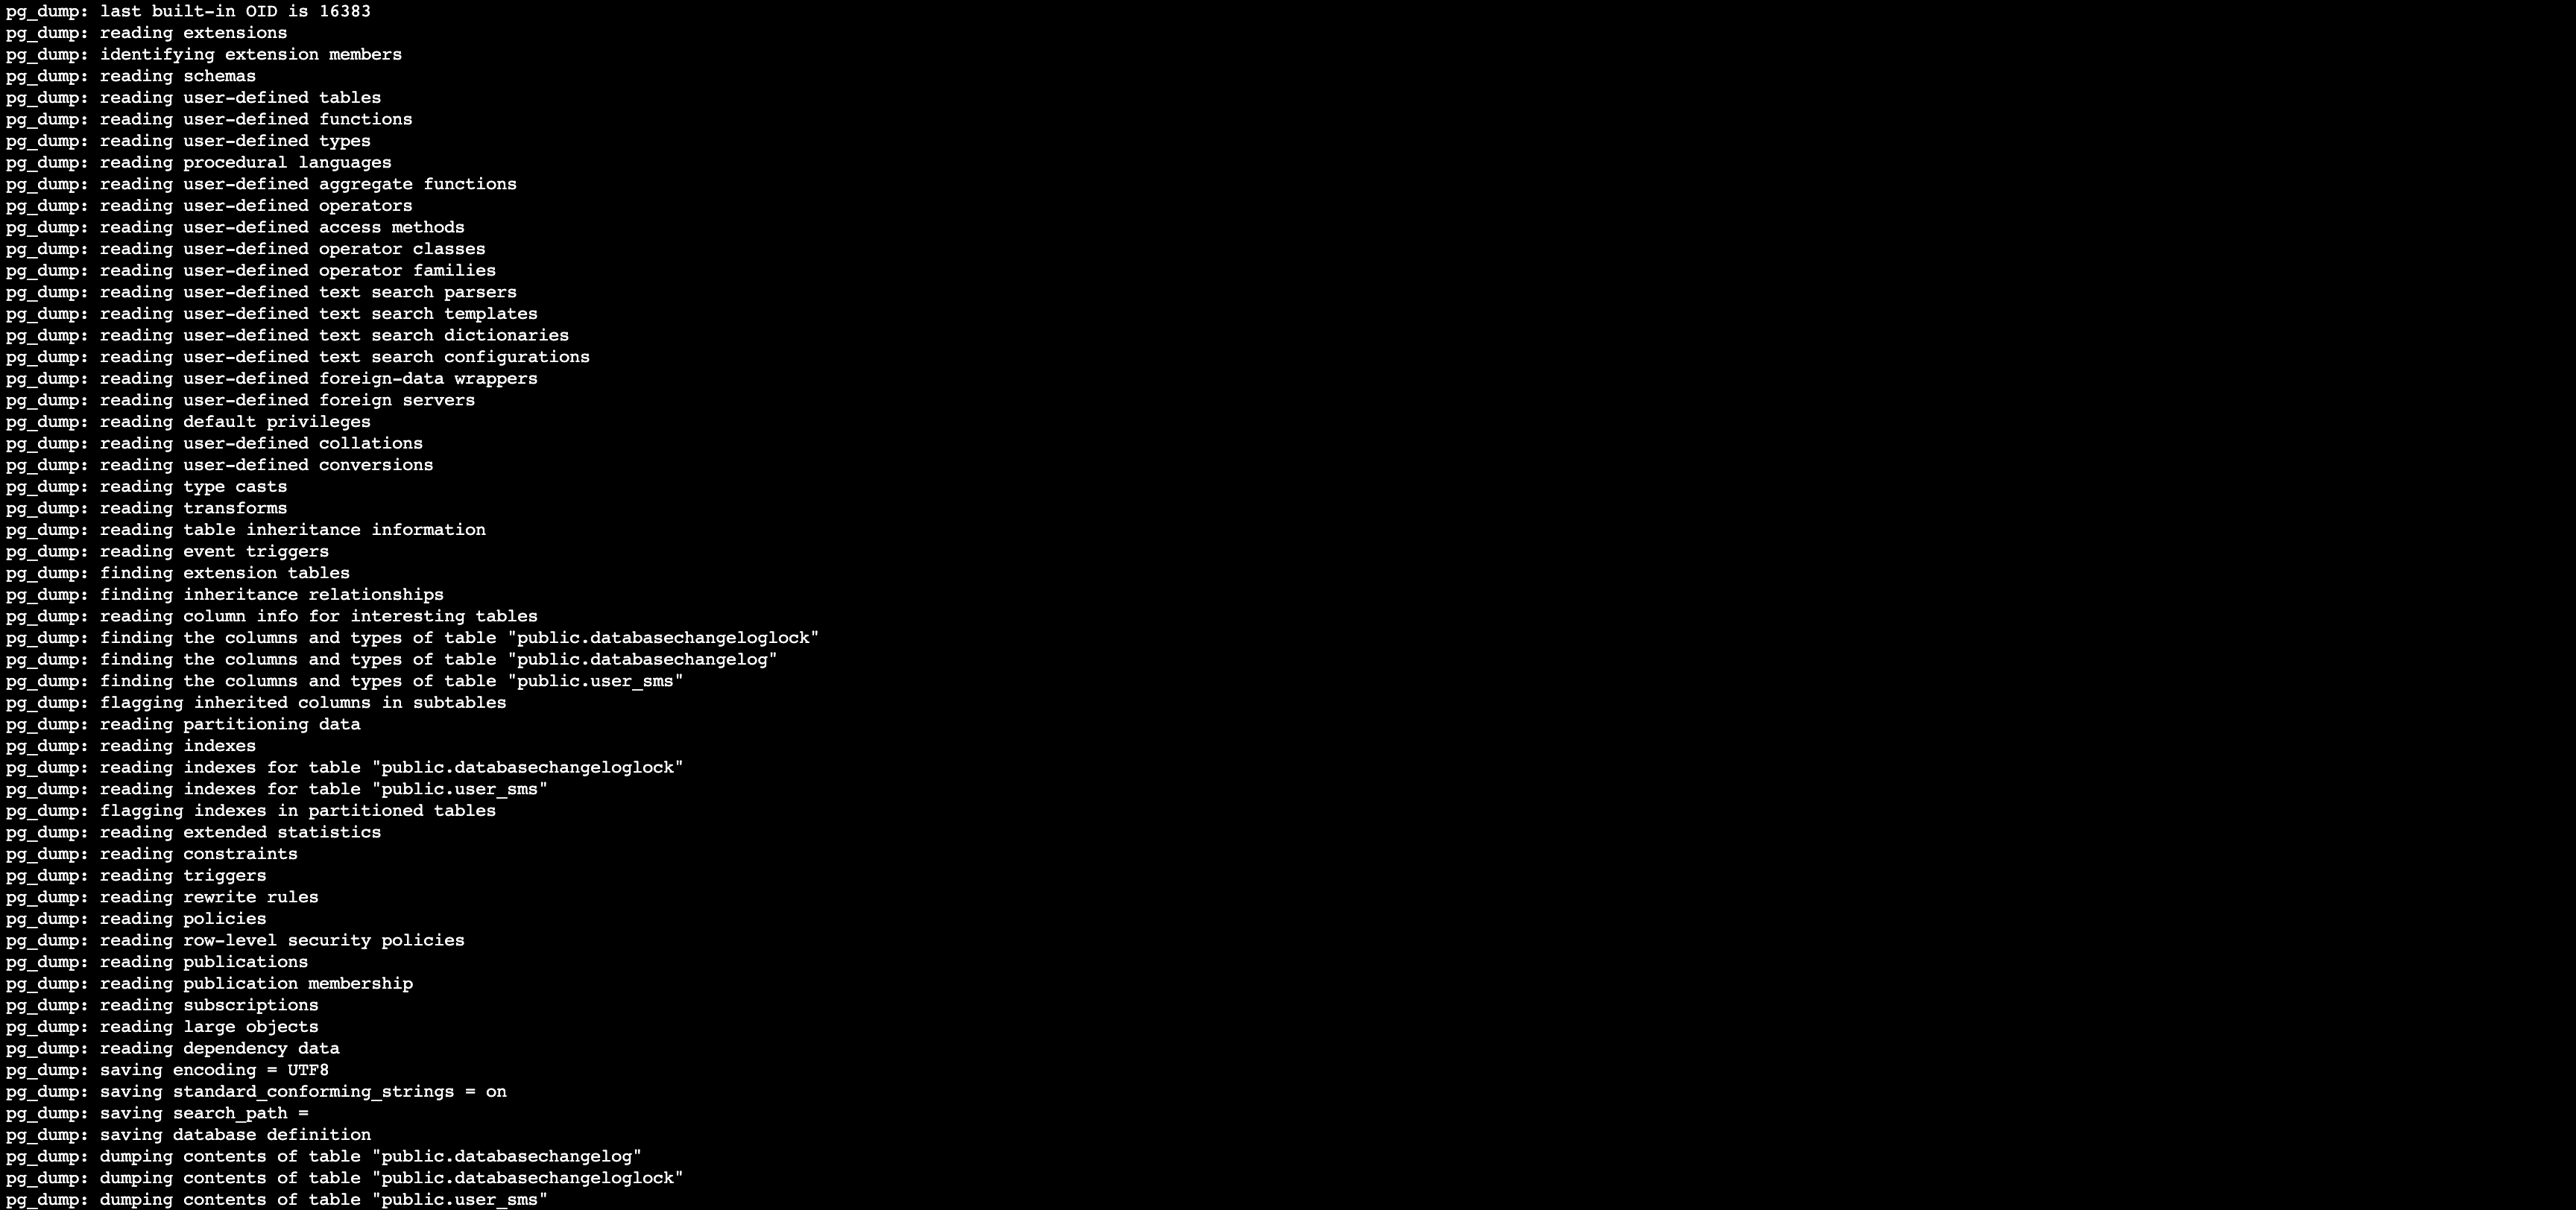 pg_dump: last built-in OID is 16383
pg_dump: reading extensions
pg_dump: identifying extension members
pg_dump: reading schemas
pg_dump: reading user-defined tables
pg_dump: reading user-defined functions
pg_dump: reading user-defined types
pg_dump: reading procedural languages
pg_dump: reading user-defined aggregate functions
pg_dump: reading user-defined operators
pg_dump: reading user-defined access methods
pg_dump: reading user-defined operator classes
pg_dump: reading user-defined operator families
pg_dump: reading user-defined text search parsers
pg_dump: reading user-defined text search templates
pg_dump: reading user-defined text search dictionaries
pg_dump: reading user-defined text search configurations
pg_dump: reading user-defined foreign-data wrappers
pg_dump: reading user-defined foreign servers
pg_dump: reading default privileges
pg_dump: reading user-defined collations
pg_dump: reading user-defined conversions
pg_dump: reading type casts
pg_dump: reading transforms
pg_dump: reading table inheritance information
pg_dump: reading event triggers
pg_dump: finding extension tables
pg_dump: finding inheritance relationships
pg_dump: reading column info for interesting tables
pg_dump: finding the columns and types of table "public.databasechangeloglock"
pg_dump: finding the columns and types of table "public.databasechangelog"
pg_dump: finding the columns and types of table "public.user_sms"
pg_dump: flagging inherited columns in subtables
pg_dump: reading partitioning data
pg_dump: reading indexes
pg_dump: reading indexes for table "public.databasechangeloglock"
pg_dump: reading indexes for table "public.user_sms"
pg_dump: flagging indexes in partitioned tables
pg_dump: reading extended statistics
pg_dump: reading constraints
pg_dump: reading triggers
pg_dump: reading rewrite rules
pg_dump: reading policies
pg_dump: reading row-level security policies
pg_dump: reading publications
pg_dump: reading publication membership
pg_dump: reading subscriptions
pg_dump: reading large objects
pg_dump: reading dependency data
pg_dump: saving encoding = UTF8
pg_dump: saving standard_conforming_strings = on
pg_dump: saving search_path =
pg_dump: saving database definition
pg_dump: dumping contents of table "public.databasechangelog"
pg_dump: dumping contents of table "public.databasechangeloglock"
pg_dump: dumping contents of table "public.user_sms"